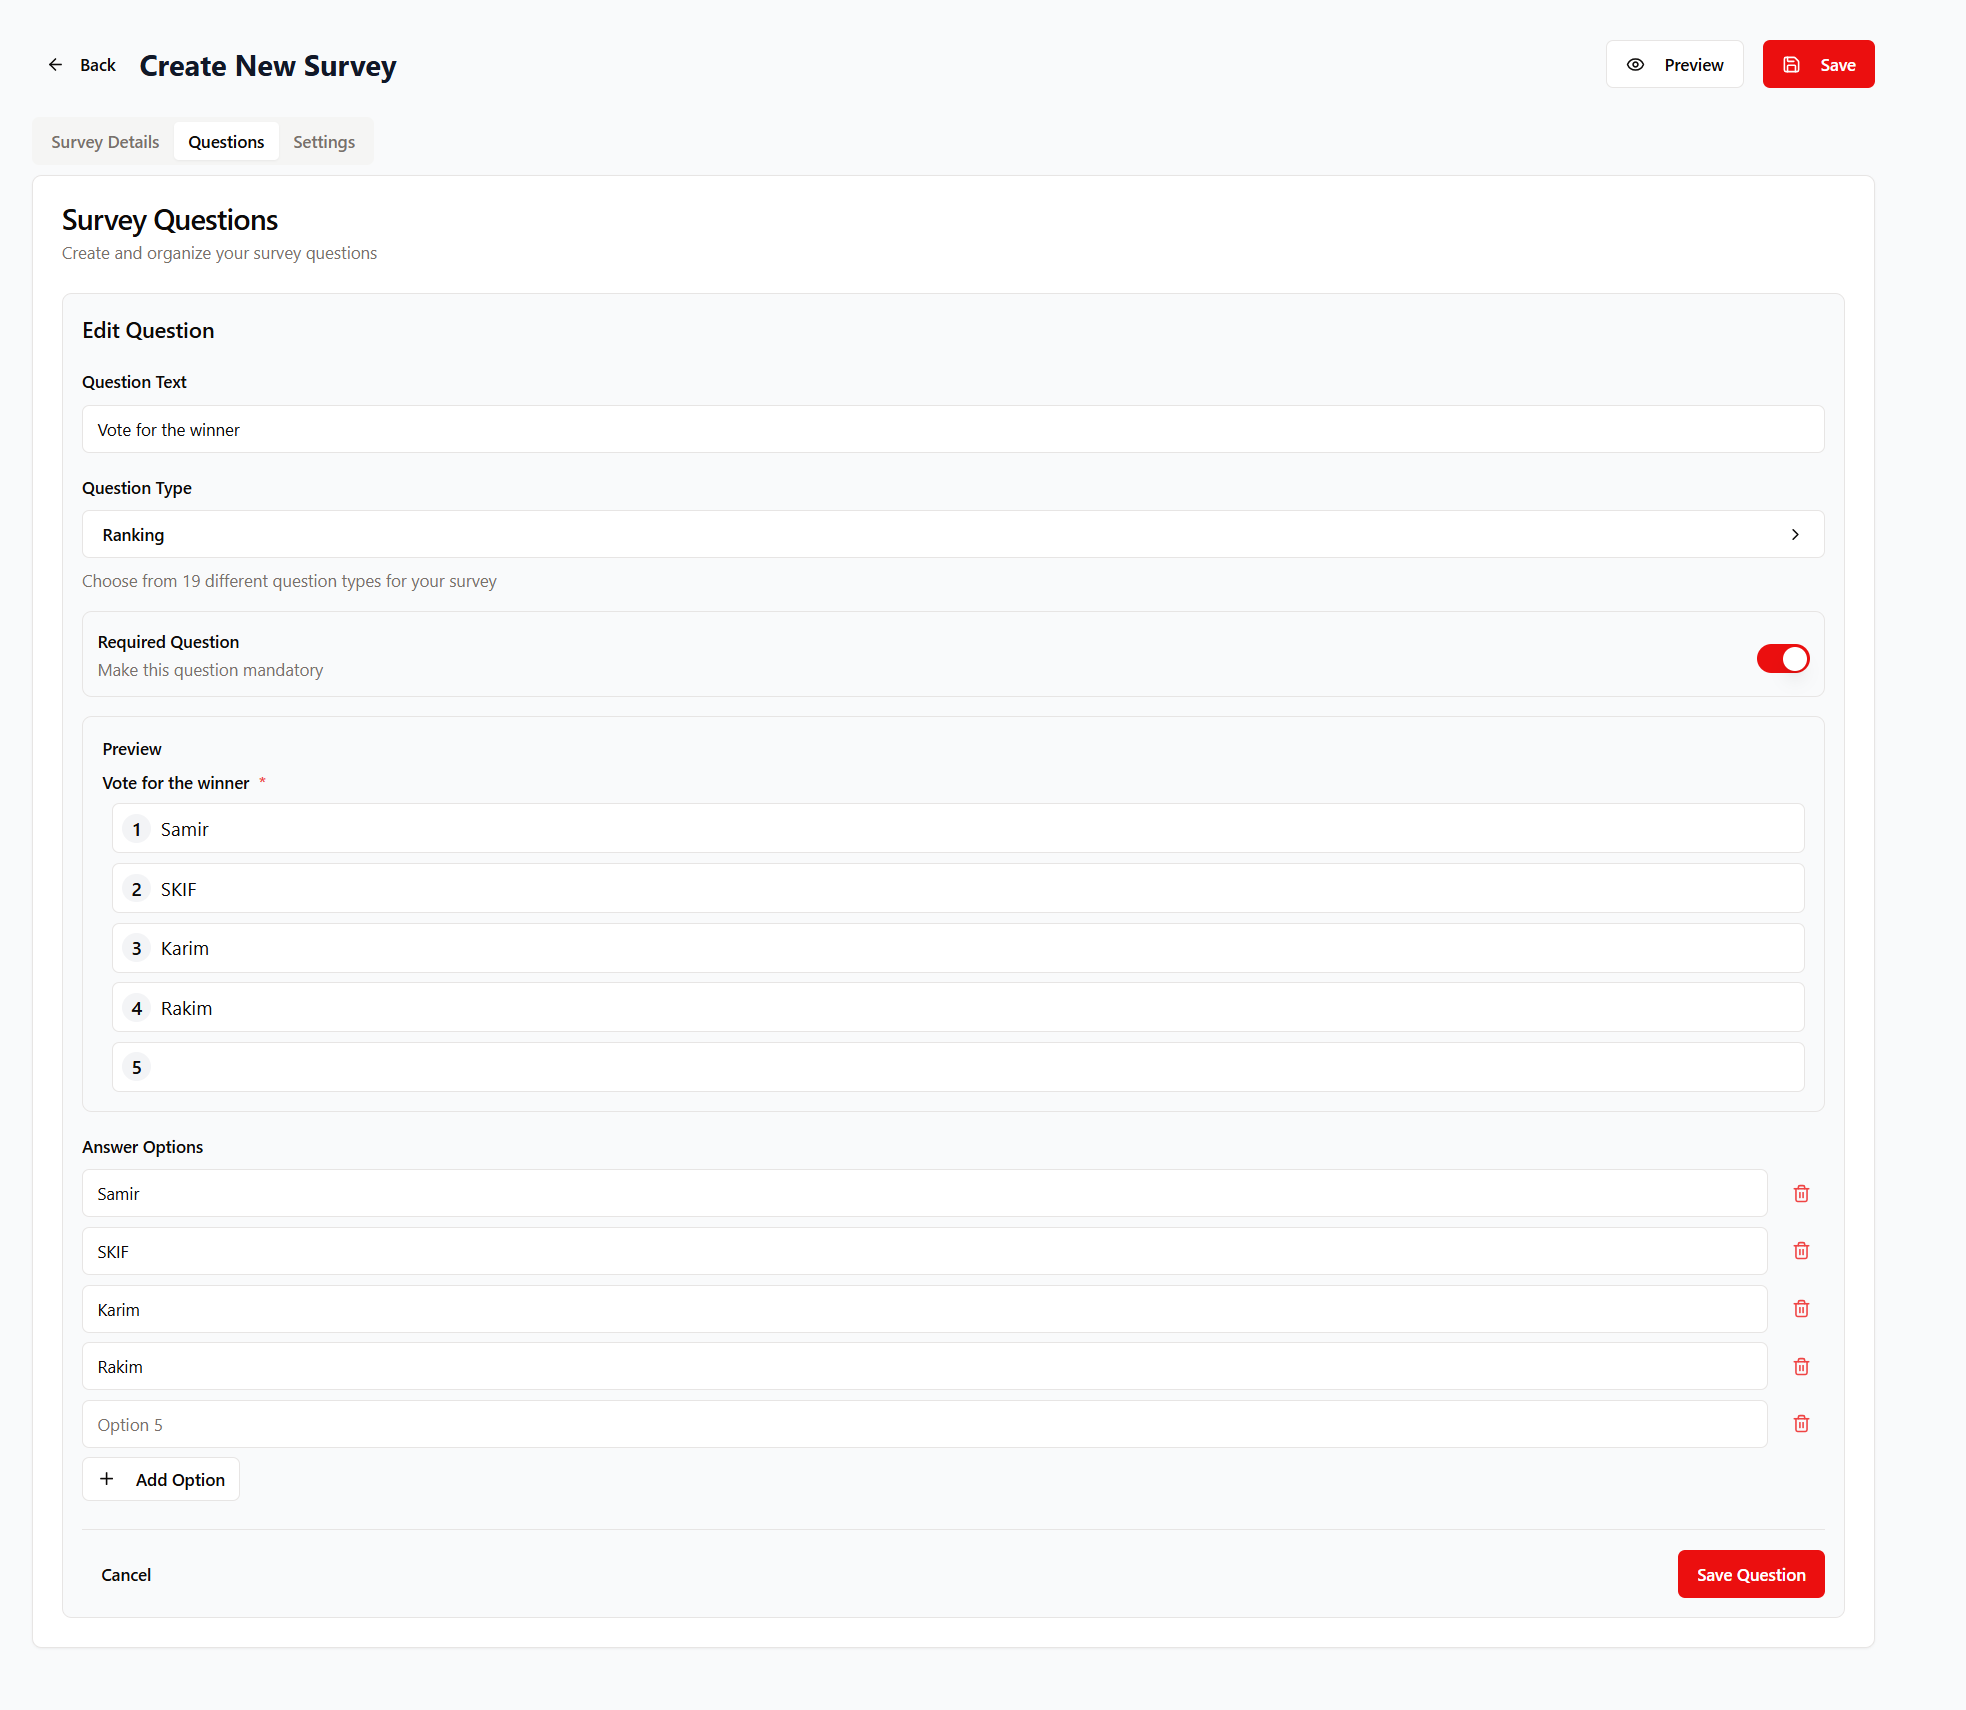 Back
Create New Survey
Preview
Save
Survey Details
Questions
Settings
Survey Questions
Create and organize your survey questions
Edit Question
Question Text
Vote for the winner
Question Type
Ranking
Choose from 19 different question types for your survey
Required Question
Make this question mandatory
Preview
Vote for the winner *
1 Samir
2 SKIF
3 Karim
4 Rakim
5
Answer Options
Samir
SKIF
Karim
Rakim
Option 5
Add Option
Cancel
Save Question